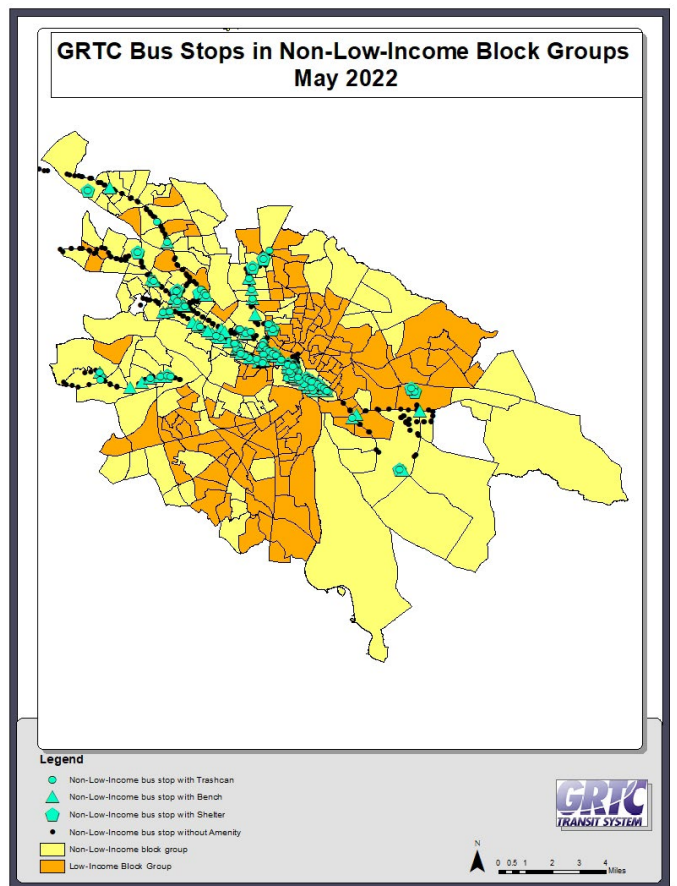 GRTC Bus Stops in Non-Low-Income Block Groups
May 2022
Legend
Non-Low-Income bus stop with Trashcan
Non-Low-Income bus stop with Bench
Non-Low-Income bus stop with Shelter
Non-Low-Income bus stop without Amenity
Non-Low-Income block group
Low-Income Block Group
GRTC
TRANSIT SYSTEM
N
0 0.5 1 2 3 4
Miles